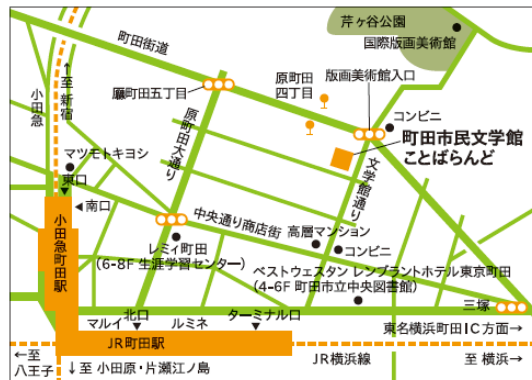 芹ヶ谷公園
国際版画美術館
町田街道
小田急
↑至 新宿
原町田五丁目
原町田
四丁目
版画美術館入口
コンビニ
町田市民文学館
ことばらんど
原町田大通り
文学館通り
マツモトキヨシ
東口
南口
小田急町田駅
中央通り商店街
高層マンション
コンビニ
レミィ町田
(6-8F 生涯学習センター)
ベストウェスタン レンブラントホテル東京町田
(4-6F 町田市立中央図書館)
三塚
北口
マルイ
ルミネ
ターミナル口
東名横浜町田IC方面→
JR町田駅
←至
八王子
↓至 小田原・片瀬江ノ島
JR横浜線
至 横浜→